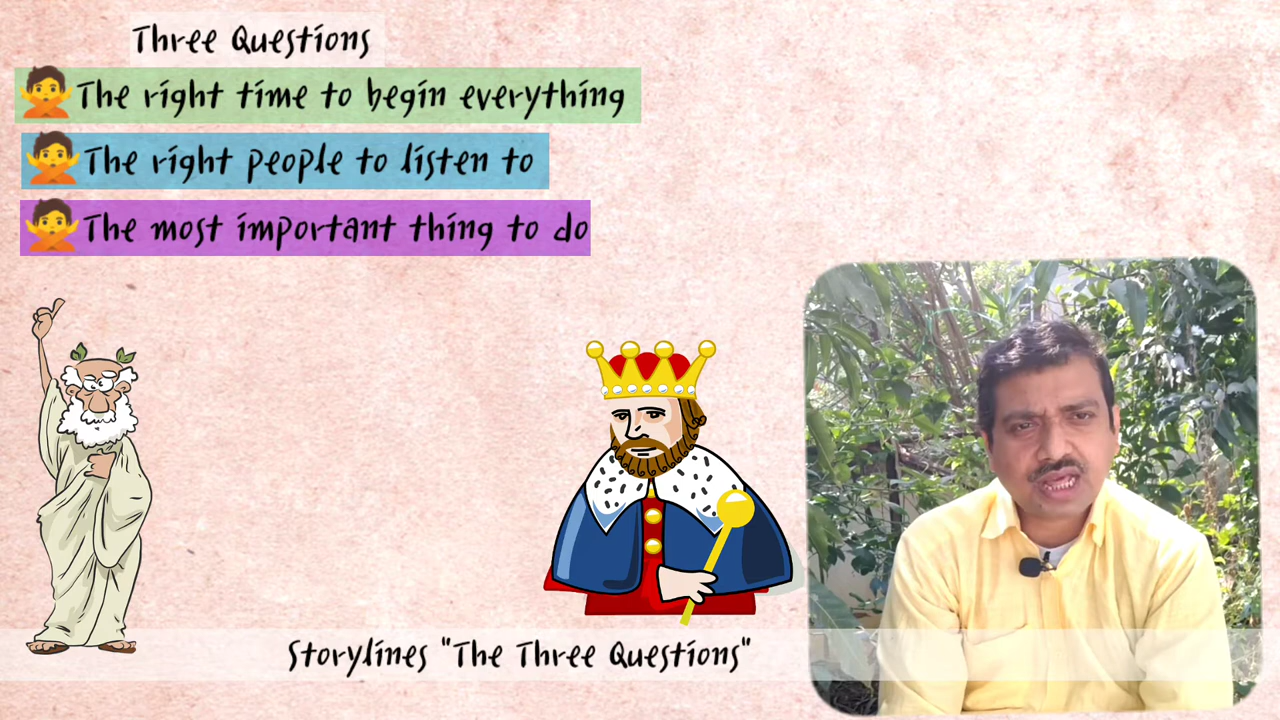 Three Questions
The right time to begin everything
The right people to listen to
The most important thing to do
Storylines "The Three Questions"